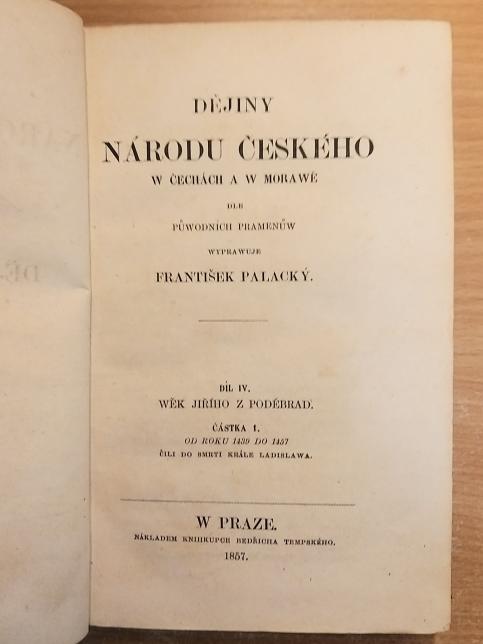 DĚJINY
NÁRODU ČESKÉHO
W ČECHÁCH A W MORAWĚ
DLE
PŮWODNÍCH PRAMENŮW
WYPRAWUJE
FRANTIŠEK PALACKÝ.
DÍL IV.
WĚK JIŘÍHO Z PODĚBRAD.
ČÁSTKA 1.
OD ROKU 1439 DO 1457
ČILI DO SMRTI KRÁLE LADISLAWA.
W PRAZE.
NÁKLADEM KNIHKUPCE BEDŘICHA TEMPSKÉHO.
1857.